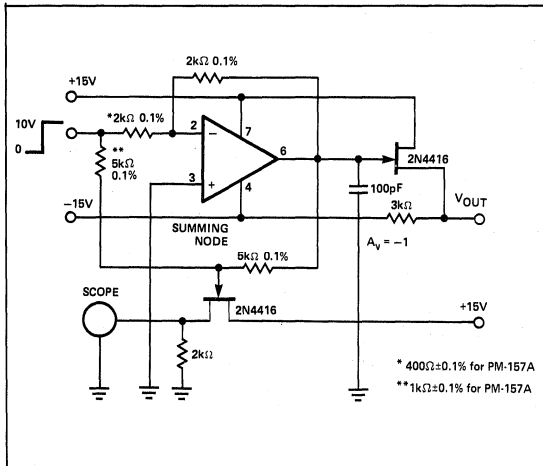 2kΩ 0.1%
+15V
10V
0
*2kΩ 0.1%
**
5kΩ
0.1%
2
7
6
3
4
2N4416
100pF
VOUT
3kΩ
-15V
SUMMING
NODE
AV = -1
5kΩ 0.1%
SCOPE
2N4416
+15V
2kΩ
* 400Ω±0.1% for PM-157A
**1kΩ±0.1% for PM-157A